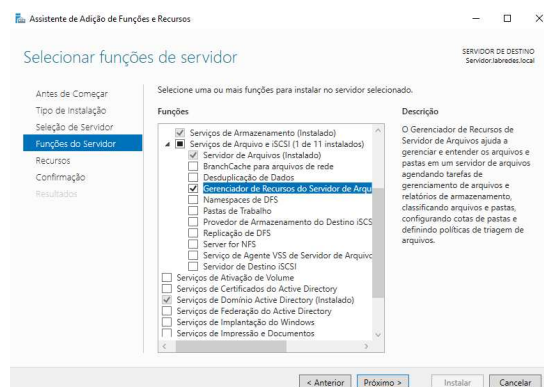 Assistente de Adição de Funções e Recursos
Selecionar funções de servidor
SERVIDOR DE DESTINO
Servidor.labredes.local
Antes de Começar
Tipo de Instalação
Seleção de Servidor
Funções do Servidor
Recursos
Confirmação
Resultados
Selecione uma ou mais funções para instalar no servidor selecionado.
Funções
Serviços de Armazenamento (Instalado)
Serviços de Arquivo e iSCSI (1 de 11 instalados)
Servidor de Arquivos (Instalado)
BranchCache para arquivos de rede
Desduplicação de Dados
Gerenciador de Recursos do Servidor de Arqu
Namespaces de DFS
Pastas de Trabalho
Provedor de Armazenamento do Destino iSCS
Replicação de DFS
Server for NFS
Serviço de Agente VSS de Servidor de Arquivc
Servidor de Destino iSCSI
Serviços de Ativação de Volume
Serviços de Certificados do Active Directory
Serviços de Domínio Active Directory (Instalado)
Serviços de Federação do Active Directory
Serviços de Implantação do Windows
Serviços de Impressão e Documentos
Descrição
O Gerenciador de Recursos de
Servidor de Arquivos ajuda a
gerenciar e entender os arquivos e
pastas em um servidor de arquivos
agendando tarefas de
gerenciamento de arquivos e
relatórios de armazenamento,
classificando arquivos e pastas,
configurando cotas de pastas e
definindo políticas de triagem de
arquivos.
< Anterior
Próximo >
Instalar
Cancelar